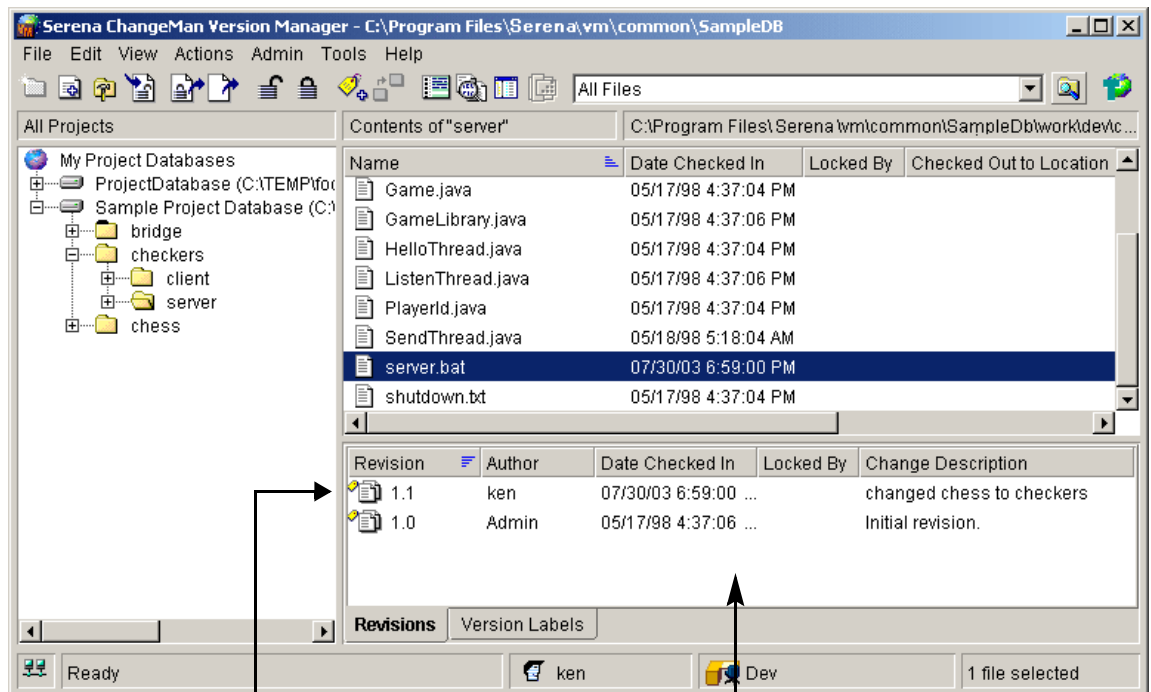 Serena ChangeMan Version Manager - C:\Program Files\Serena\vm\common\SampleDB
File Edit View Actions Admin Tools Help
All Files
All Projects
Contents of "server"
C:\Program Files\Serena\vm\common\SampleDb\work\dev\c...
My Project Databases
ProjectDatabase (C:\TEMP\foo
Sample Project Database (C:\
bridge
checkers
client
server
chess
Name Date Checked In Locked By Checked Out to Location
Game.java 05/17/98 4:37:04 PM
GameLibrary.java 05/17/98 4:37:06 PM
HelloThread.java 05/17/98 4:37:04 PM
ListenThread.java 05/17/98 4:37:06 PM
PlayerId.java 05/17/98 4:37:04 PM
SendThread.java 05/18/98 5:18:04 AM
server.bat 07/30/03 6:59:00 PM
shutdown.txt 05/17/98 4:37:04 PM
Revision Author Date Checked In Locked By Change Description
1.1 ken 07/30/03 6:59:00 ... changed chess to checkers
1.0 Admin 05/17/98 4:37:06 ... Initial revision.
Revisions Version Labels
Ready ken Dev 1 file selected